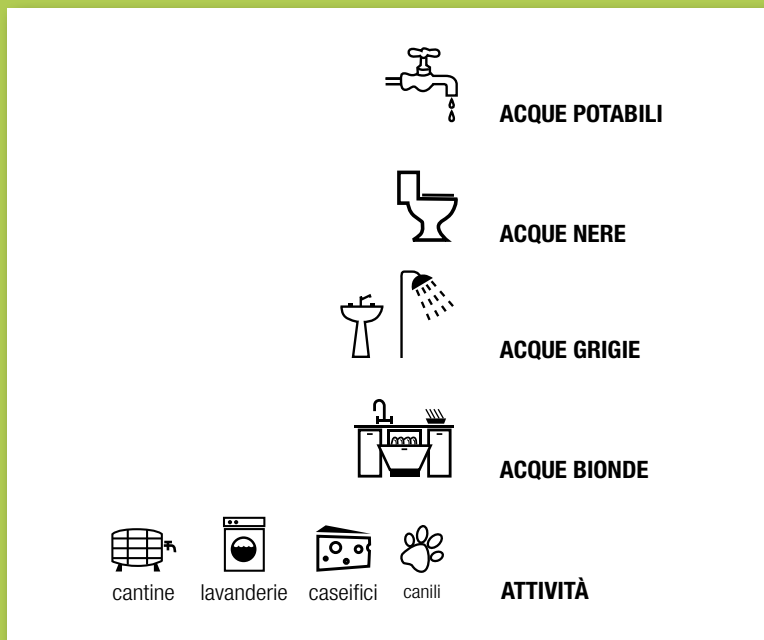 ACQUE POTABILI
ACQUE NERE
ACQUE GRIGIE
ACQUE BIONDE
cantine lavanderie caseifici canili ATTIVITÀ